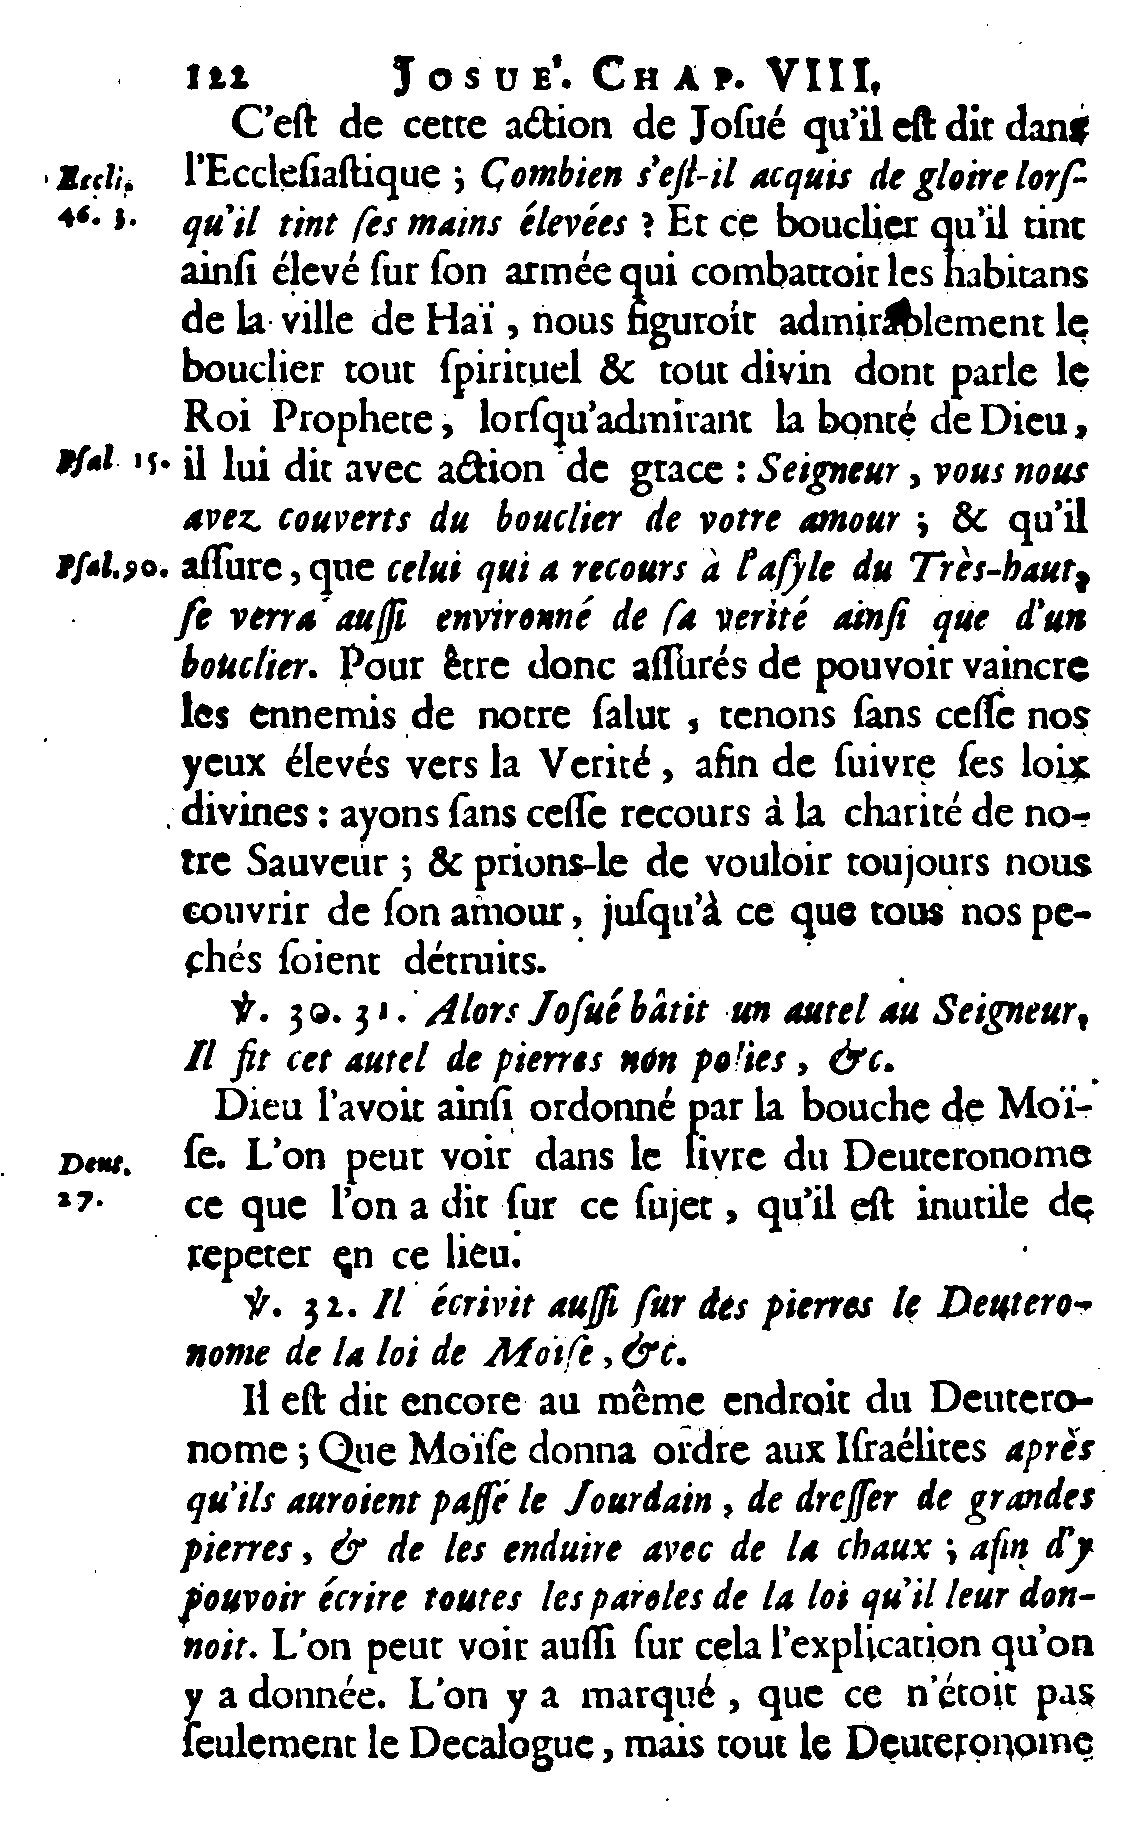 122 JOSUE'. CHAP. VIII.
C'eſt de cette action de Joſué qu'il eſt dit dans
Eccli. l'Eccleſiaſtique ; Combien s'eſt-il acquis de gloire lorſ-
46. 3. qu'il tint ſes mains élevées ? Et ce bouclier qu'il tint
ainſi élevé ſur ſon armée qui combattoit les habitans
de la ville de Haï , nous figuroit admirablement le
bouclier tout ſpirituel & tout divin dont parle le
Roi Prophete , lorſqu'admirant la bonté de Dieu ,
Pſal 15. il lui dit avec action de grace : Seigneur , vous nous
avez couverts du bouclier de votre amour ; & qu'il
Pſal. 90. aſſure , que celui qui a recours à l'aſyle du Très-haut ,
ſe verra auſſi environné de ſa verité ainſi que d'un
bouclier. Pour être donc aſſurés de pouvoir vaincre
les ennemis de notre ſalut , tenons ſans ceſſe nos
yeux élevés vers la Verité , afin de ſuivre ſes loix
divines : ayons ſans ceſſe recours à la charité de no-
tre Sauveur ; & prions-le de vouloir toujours nous
couvrir de ſon amour , juſqu'à ce que tous nos pe-
chés ſoient détruits.
℣. 30. 31. Alors Joſué bâtit un autel au Seigneur,
Il fit cet autel de pierres non polies , &c.
Dieu l'avoit ainſi ordonné par la bouche de Moï-
Deut. ſe. L'on peut voir dans le livre du Deuteronome
27. ce que l'on a dit ſur ce ſujet , qu'il eſt inutile de
repeter en ce lieu.
℣. 32. Il écrivit auſſi ſur des pierres le Deutero-
nome de la loi de Moiſe , &c.
Il eſt dit encore au même endroit du Deutero-
nome ; Que Moïſe donna ordre aux Iſraélites après
qu'ils auroient paſſé le Jourdain , de dreſſer de grandes
pierres , & de les enduire avec de la chaux ; afin d'y
pouvoir écrire toutes les paroles de la loi qu'il leur don-
noit. L'on peut voir auſſi ſur cela l'explication qu'on
y a donnée. L'on y a marqué , que ce n'étoit pas
ſeulement le Decalogue , mais tout le Deuteronome